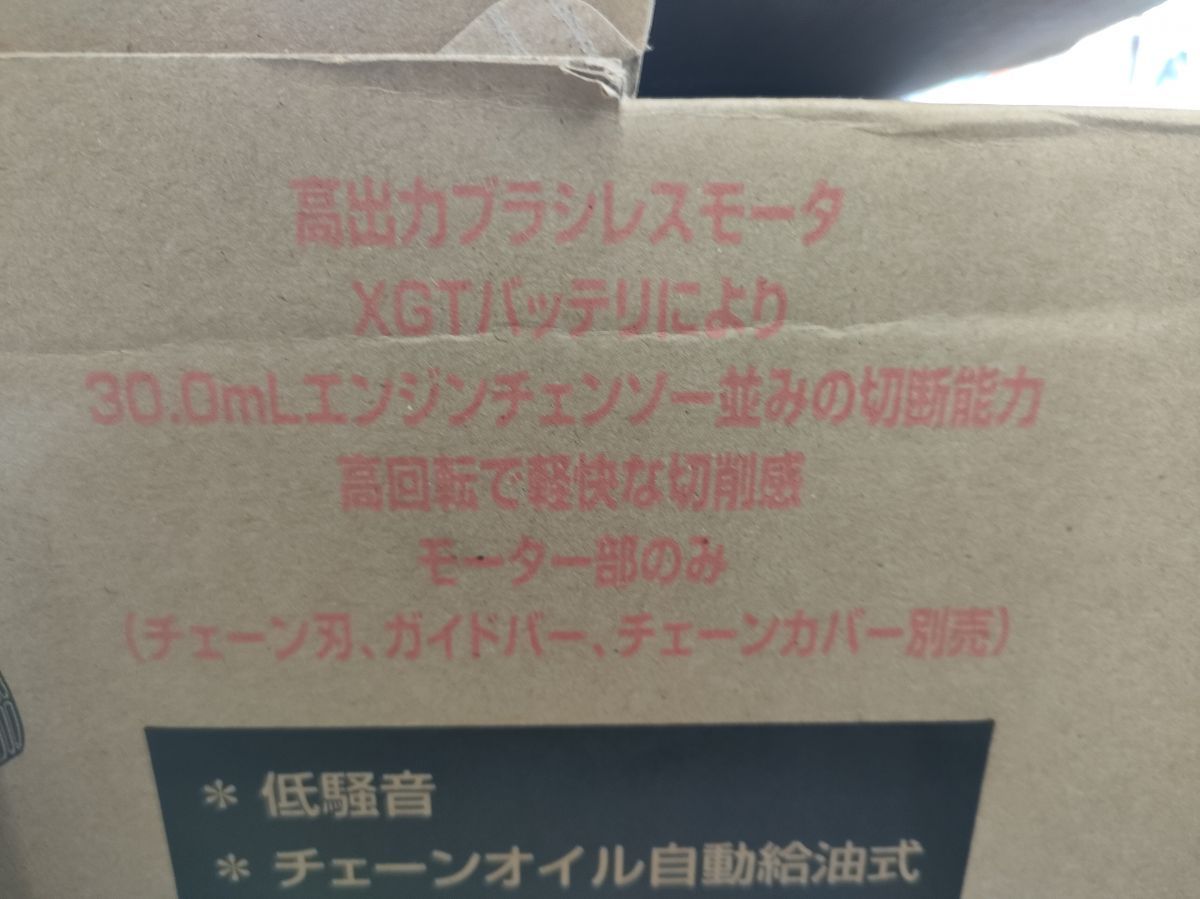 高出力ブラシレスモータ
XGTバッテリにより
30.0mLエンジンチェンソー並みの切断能力
高回転で軽快な切削感
モーター部のみ
（チェーン刃、ガイドバー、チェーンカバー別売）
* 低騒音
* チェーンオイル自動給油式